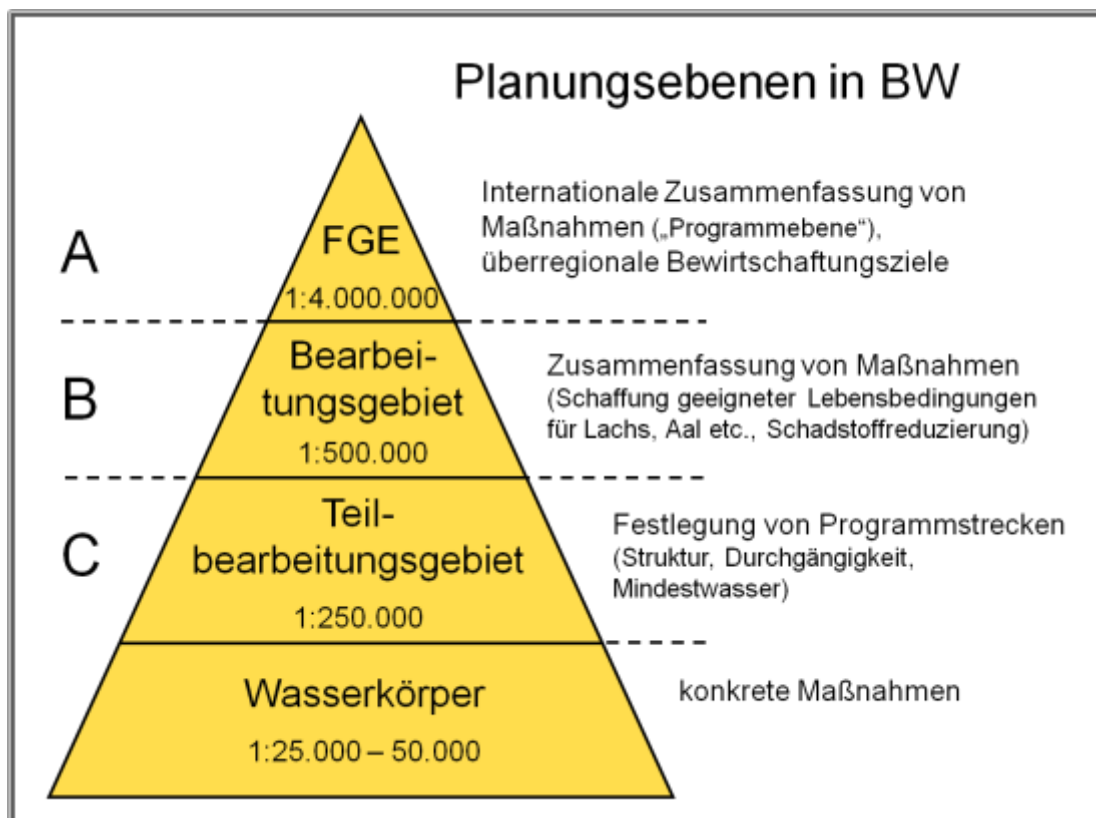 Planungsebenen in BW
A
FGE
1:4.000.000
Internationale Zusammenfassung von
Maßnahmen („Programmebene“),
überregionale Bewirtschaftungsziele
B
Bearbei-
tungsgebiet
1:500.000
Zusammenfassung von Maßnahmen
(Schaffung geeigneter Lebensbedingungen
für Lachs, Aal etc., Schadstoffreduzierung)
C
Teil-
bearbeitungsgebiet
1:250.000
Festlegung von Programmstrecken
(Struktur, Durchgängigkeit,
Mindestwasser)
Wasserkörper
1:25.000 – 50.000
konkrete Maßnahmen